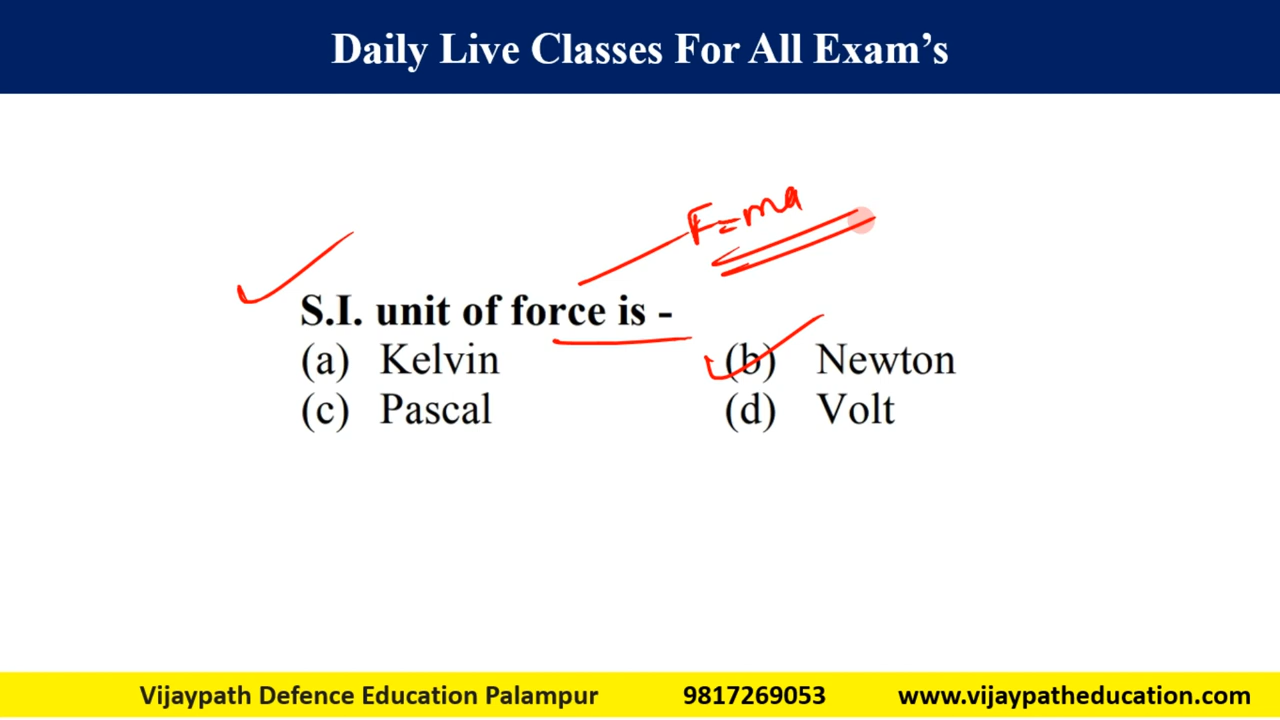 Daily Live Classes For All Exam's
F=ma
S.I. unit of force is -
(a) Kelvin (b) Newton
(c) Pascal (d) Volt
Vijaypath Defence Education Palampur 9817269053 www.vijaypatheducation.com